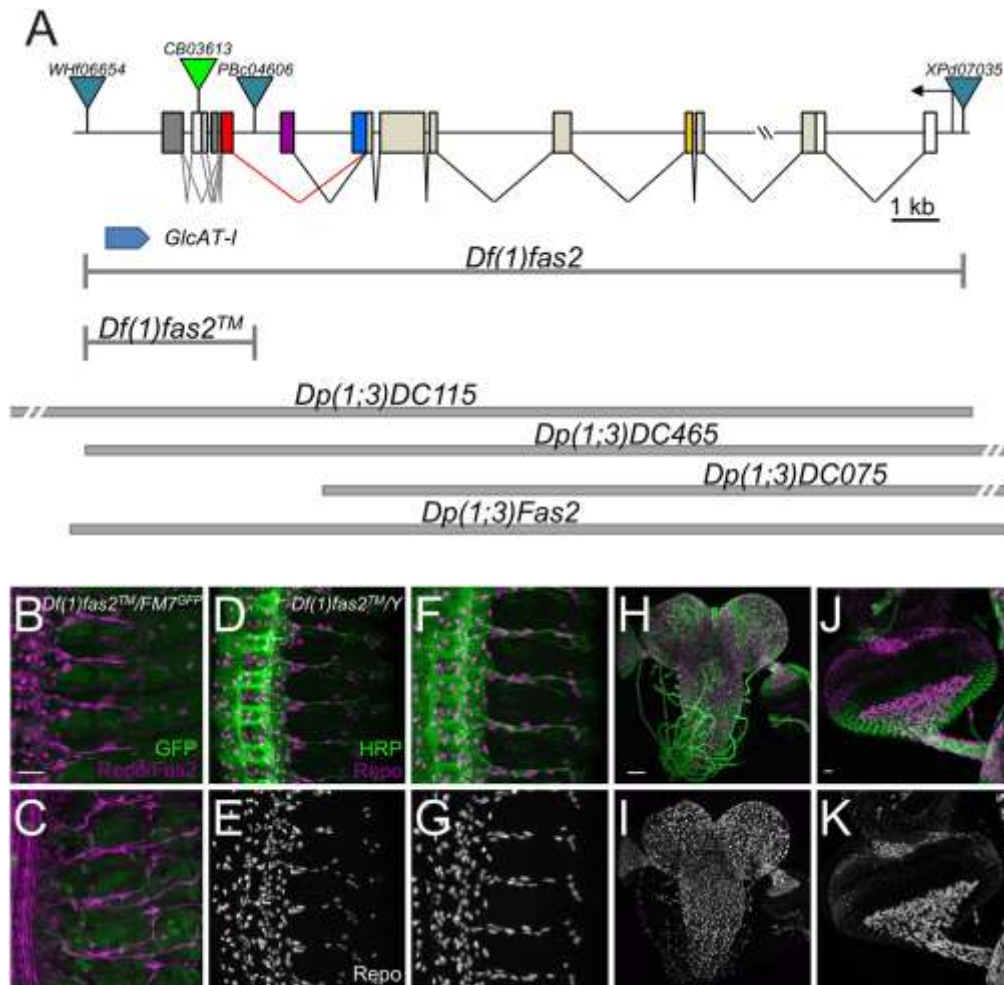 A
CB03613
WHf06654
PBc04606
XPd07035
1 kb
GlcAT-I
Df(1)fas2
Df(1)fas2TM
Dp(1;3)DC115
Dp(1;3)DC465
Dp(1;3)DC075
Dp(1;3)Fas2
B Df(1)fas2TM/FM7GFP
D Df(1)fas2TM/Y
F
H
J
GFP
Repo/Fas2
HRP
Repo
C
E
G
I
K
Repo